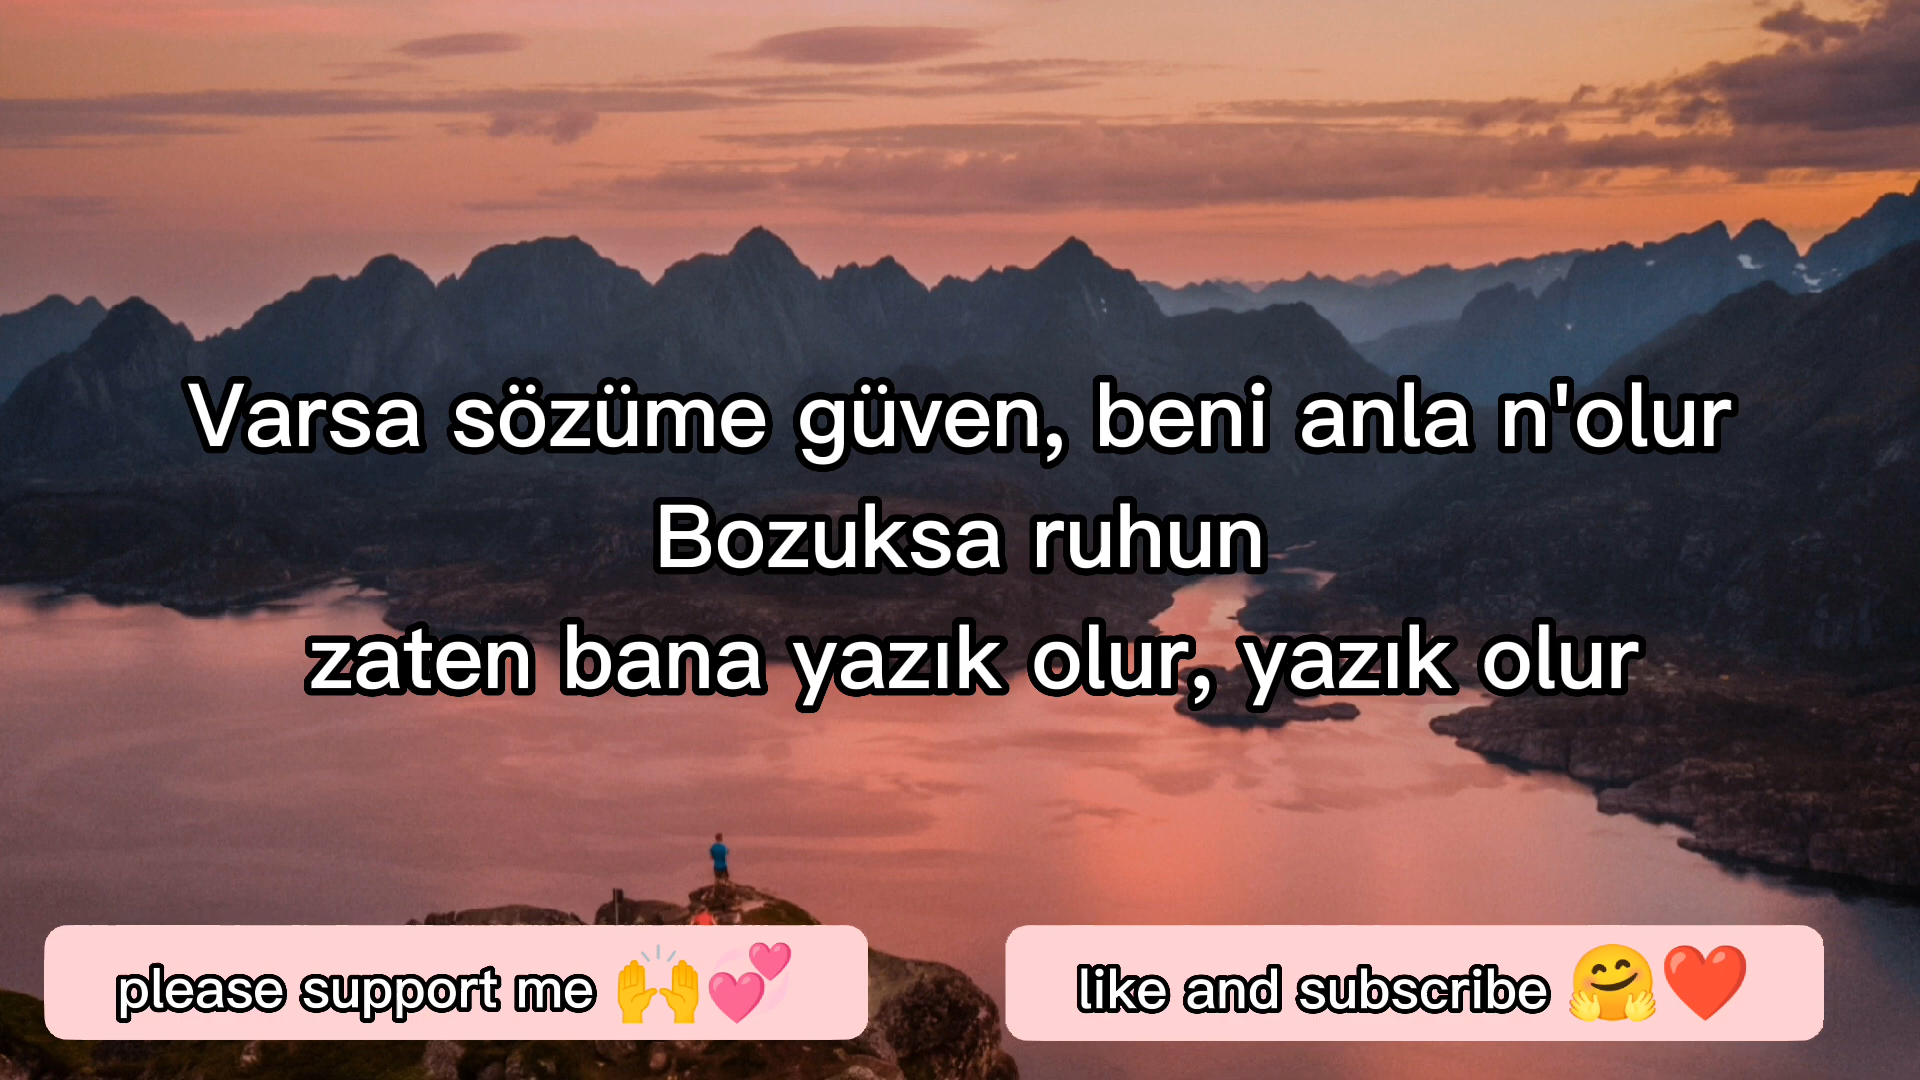 Varsa sözüme güven, beni anla n'olur
Bozuksa ruhun
zaten bana yazık olur, yazık olur
please support me 🙌💞
like and subscribe 🤗❤️